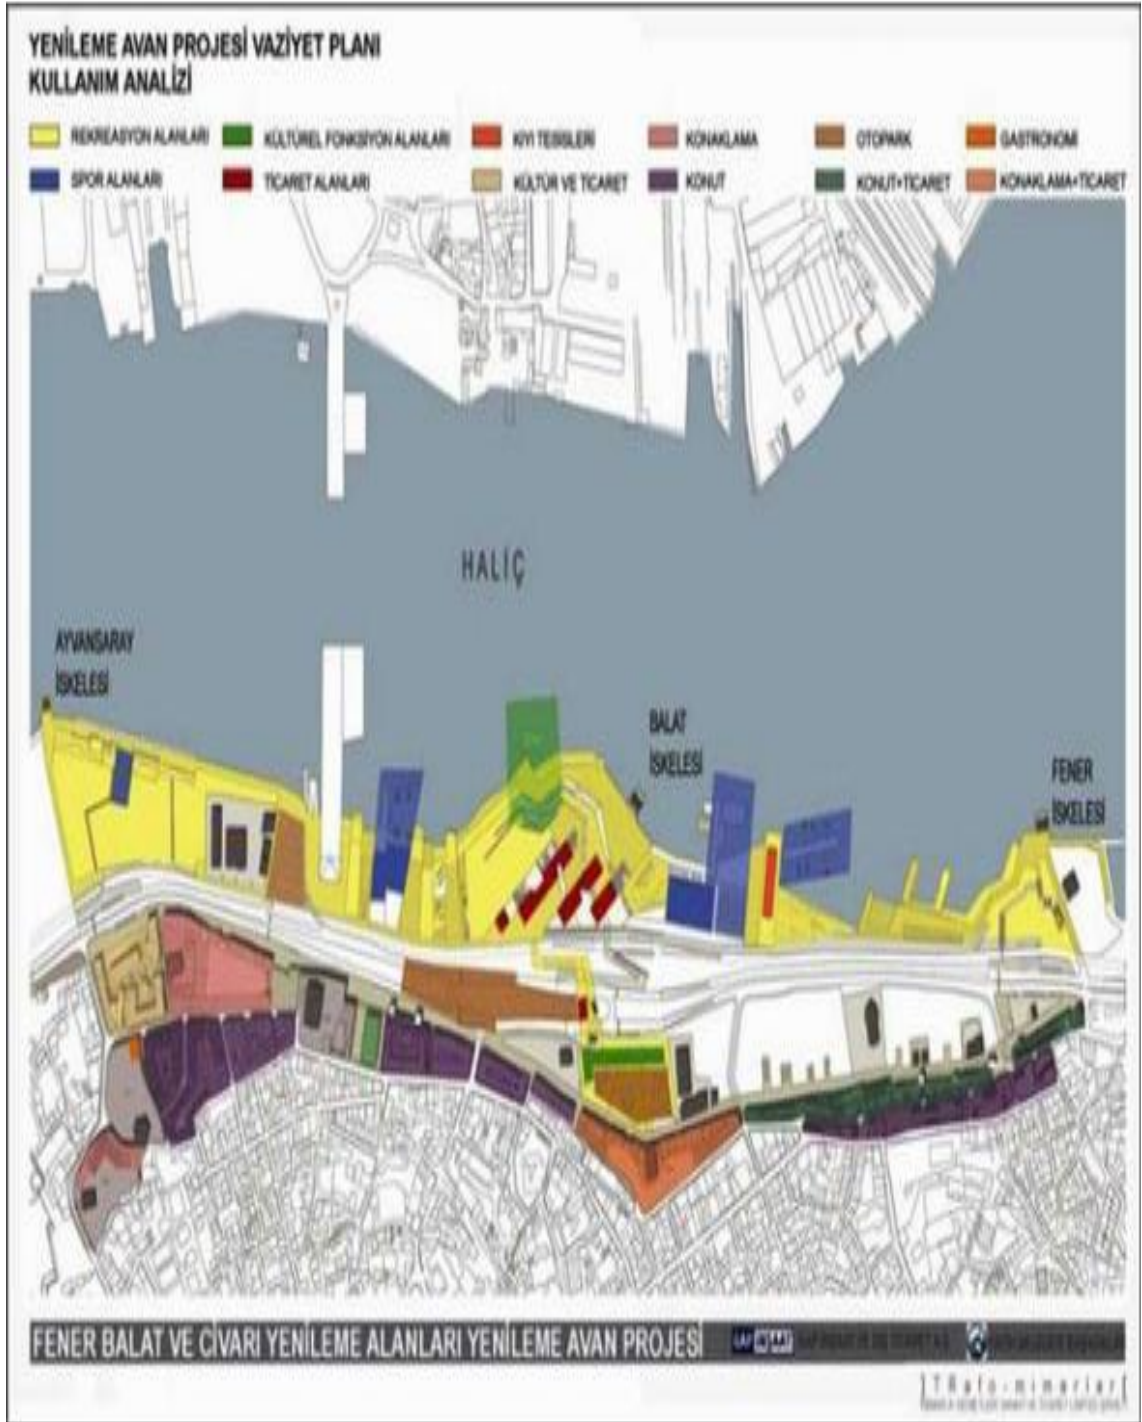 YENİLEME AVAN PROJESİ VAZİYET PLANI
KULLANIM ANALİZİ
REKREASYON ALANLARI KÜLTÜREL FONKSİYON ALANLARI KIYI TESİSLERİ KONAKLAMA OTOPARK GASTRONOMİ
SPOR ALANLARI TİCARET ALANLARI KÜLTÜR VE TİCARET KONUT KONUT+TİCARET KONAKLAMA+TİCARET
HALİÇ
AYVANSARAY
İSKELESİ
BALAT
İSKELESİ
FENER
İSKELESİ
FENER BALAT VE CİVARI YENİLEME ALANLARI YENİLEME AVAN PROJESİ
TRafo-mimarlar